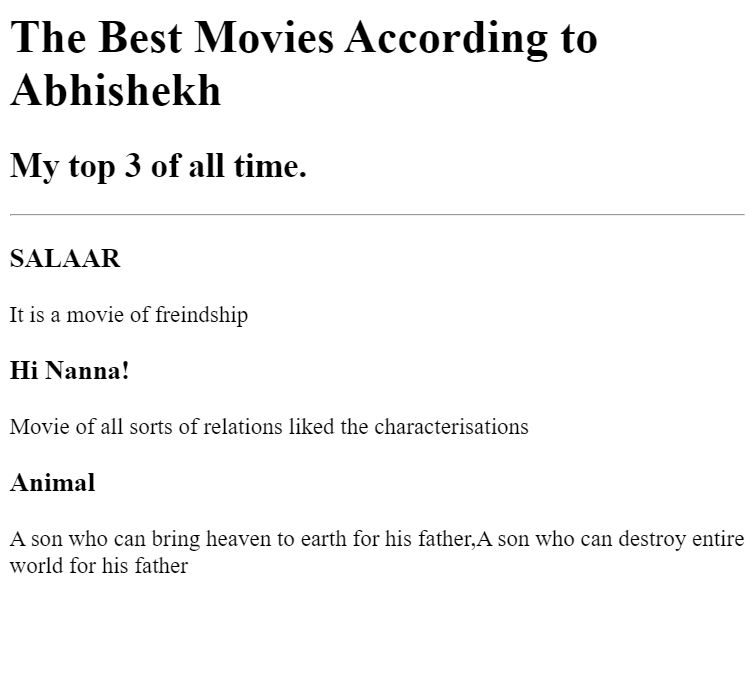 The Best Movies According to
Abhishekh
My top 3 of all time.
SALAAR
It is a movie of freindship
Hi Nanna!
Movie of all sorts of relations liked the characterisations
Animal
A son who can bring heaven to earth for his father,A son who can destroy entire
world for his father